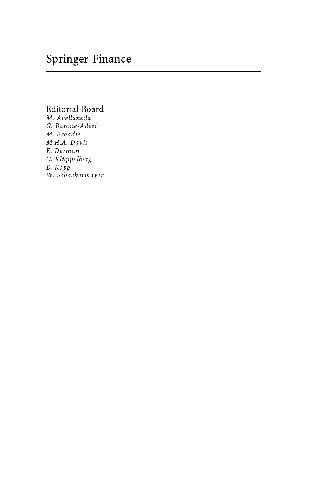 Springer Finance
Editorial Board
M. Avellaneda
G. Barone-Adesi
M. Broadie
M.H.A. Davis
E. Derman
C. Klüppelberg
E. Kopp
W. Schachermayer